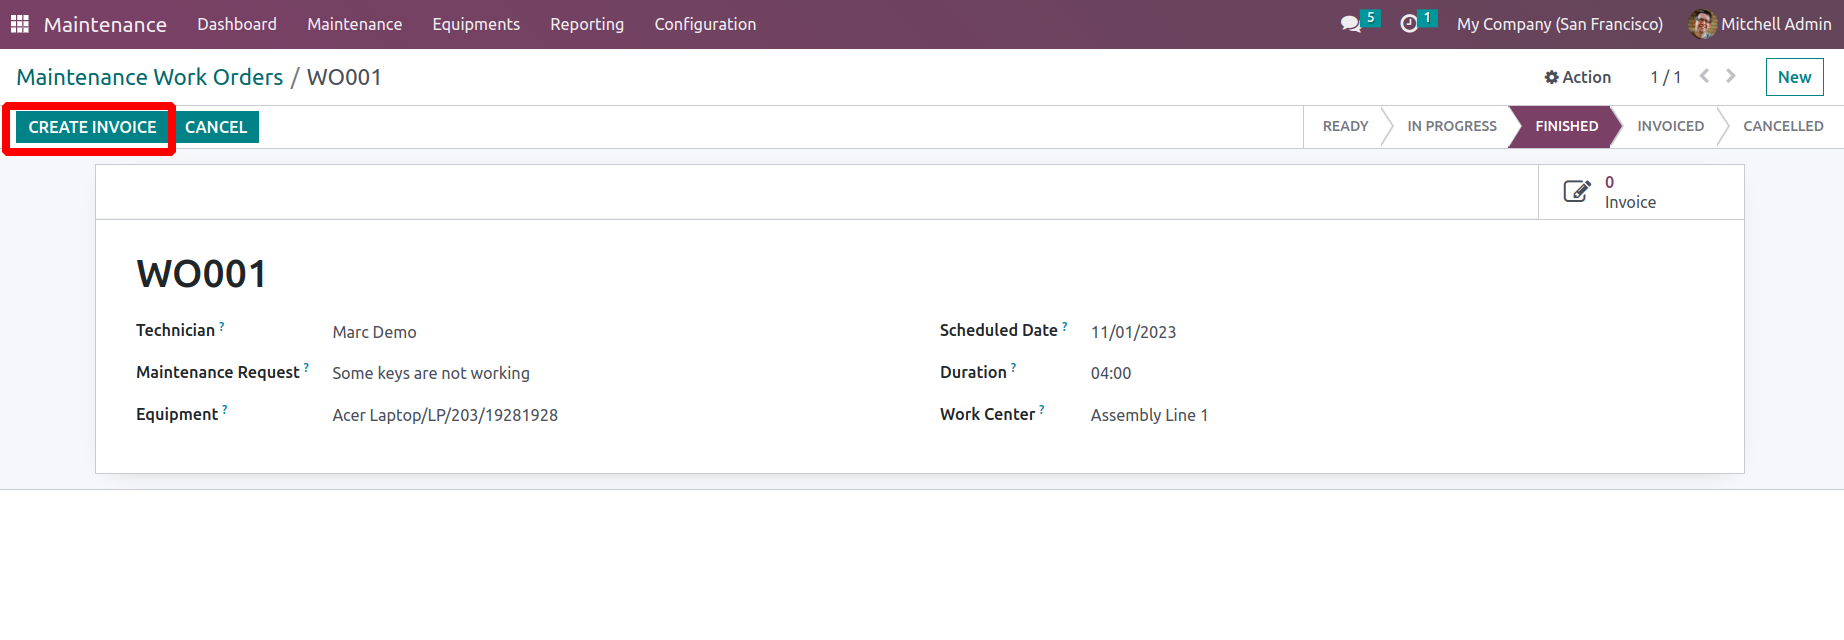 Maintenance Dashboard Maintenance Equipments Reporting Configuration 5 1 My Company (San Francisco) Mitchell Admin
Maintenance Work Orders / WO001 Action 1 / 1 New
CREATE INVOICE CANCEL READY IN PROGRESS FINISHED INVOICED CANCELLED
0
Invoice
WO001
Technician ? Marc Demo Scheduled Date ? 11/01/2023
Maintenance Request ? Some keys are not working Duration ? 04:00
Equipment ? Acer Laptop/LP/203/19281928 Work Center ? Assembly Line 1